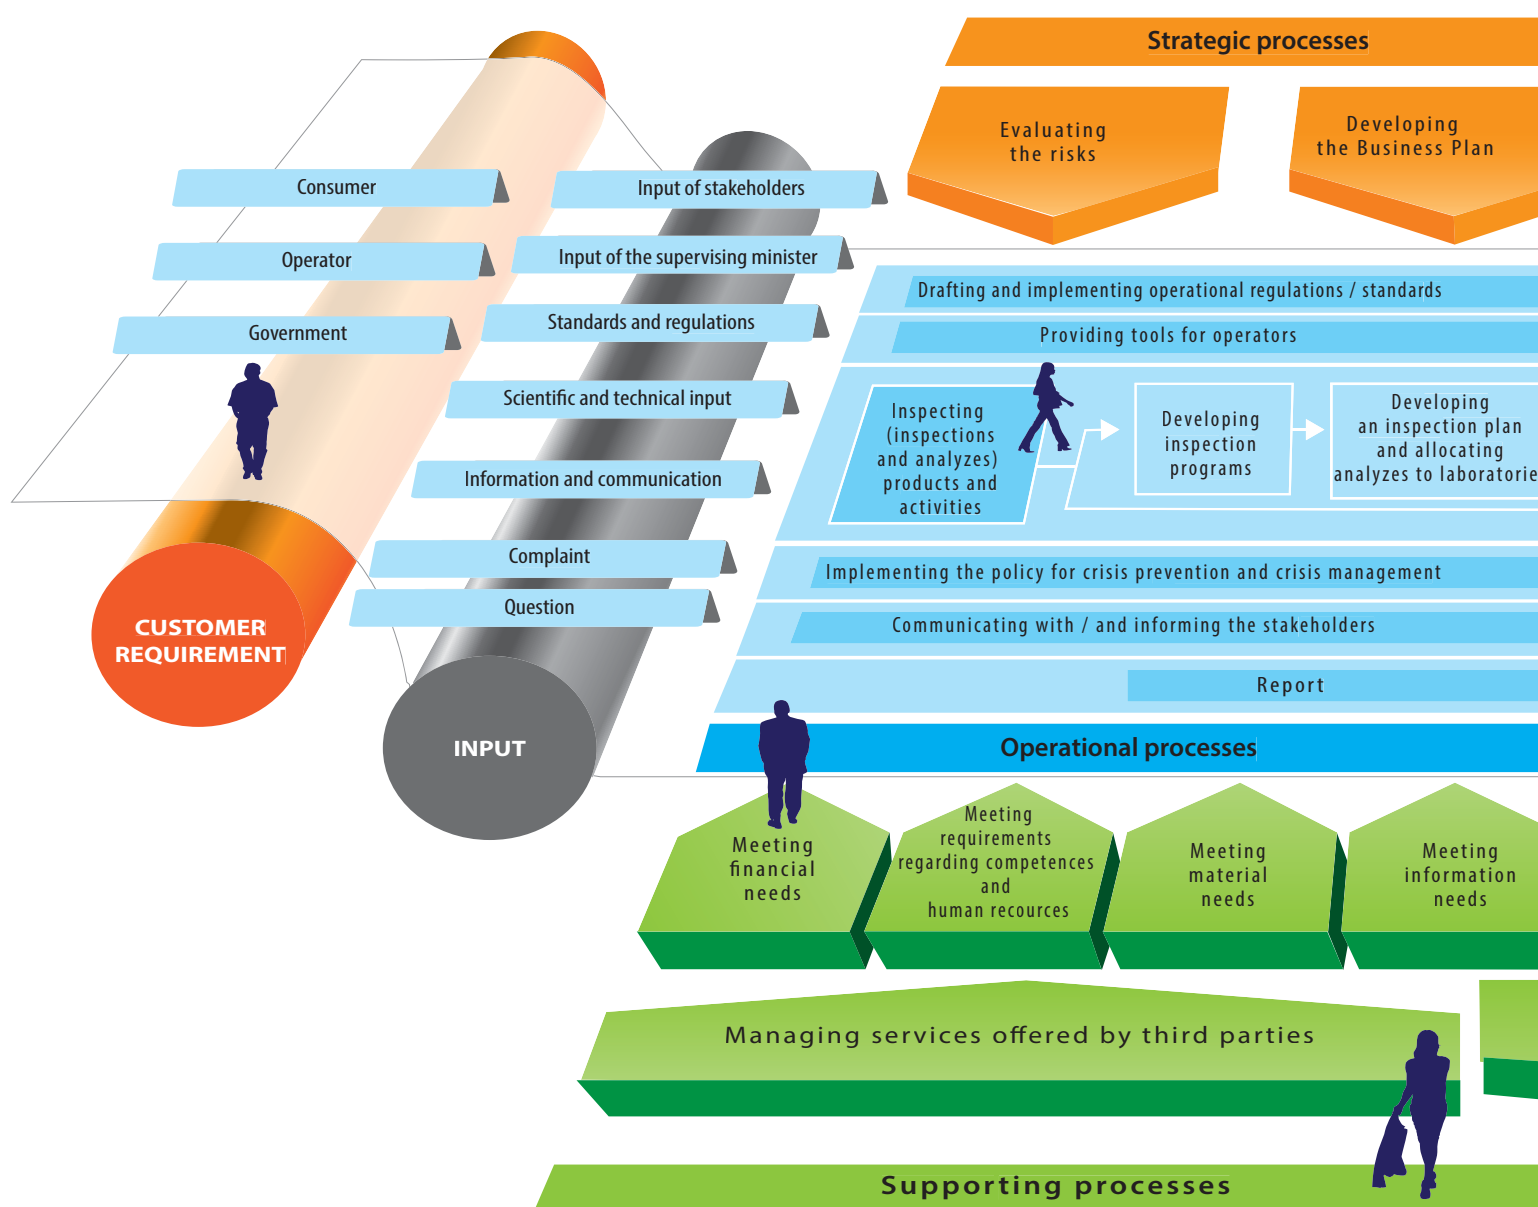 Strategic processes
Evaluating
the risks
Developing
the Business Plan
Consumer
Operator
Government
CUSTOMER
REQUIREMENT
Input of stakeholders
Input of the supervising minister
Standards and regulations
Scientific and technical input
Information and communication
Complaint
Question
INPUT
Drafting and implementing operational regulations / standards
Providing tools for operators
Inspecting
(inspections
and analyzes)
products and
activities
Developing
inspection
programs
Developing
an inspection plan
and allocating
analyzes to laboratorie
Implementing the policy for crisis prevention and crisis management
Communicating with / and informing the stakeholders
Report
Operational processes
Meeting
financial
needs
Meeting
requirements
regarding competences
and
human recources
Meeting
material
needs
Meeting
information
needs
Managing services offered by third parties
Supporting processes